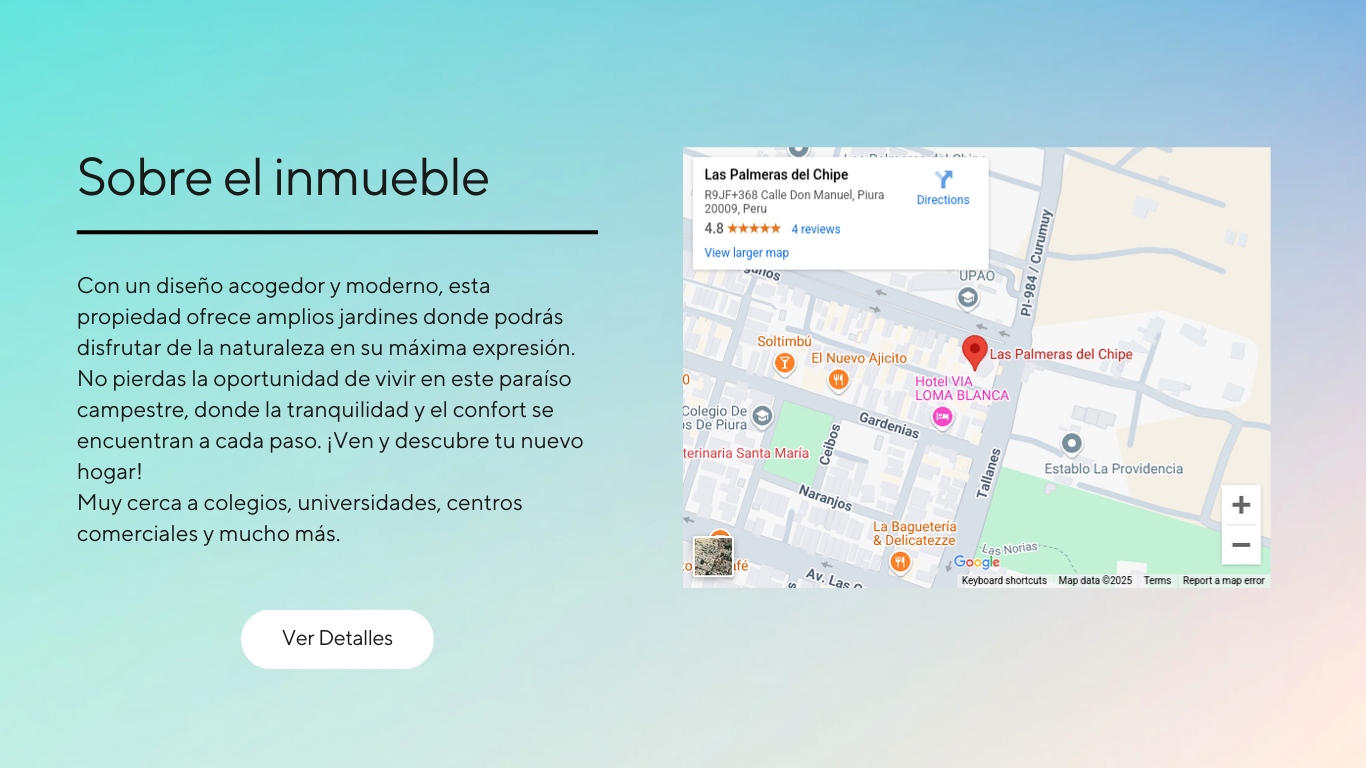 Sobre el inmueble
Con un diseño acogedor y moderno, esta
propiedad ofrece amplios jardines donde podrás
disfrutar de la naturaleza en su máxima expresión.
No pierdas la oportunidad de vivir en este paraíso
campestre, donde la tranquilidad y el confort se
encuentran a cada paso. ¡Ven y descubre tu nuevo
hogar!
Muy cerca a colegios, universidades, centros
comerciales y mucho más.
Ver Detalles
Las Palmeras del Chipe
R9JF+368 Calle Don Manuel, Piura
20009, Peru
4.8 ★★★★★ 4 reviews
View larger map
Directions
UPAO
PI-984 / Curumuy
Soltimbú
El Nuevo Ajicito
Las Palmeras del Chipe
Hotel VIA
LOMA BLANCA
Colegio De
s De Piura
Gardenias
Ceibos
terinaria Santa María
Establo La Providencia
Tallanes
Naranjos
La Baguetería
& Delicatezze
Las Norias
Av. Las
Google
Keyboard shortcuts Map data ©2025 Terms Report a map error